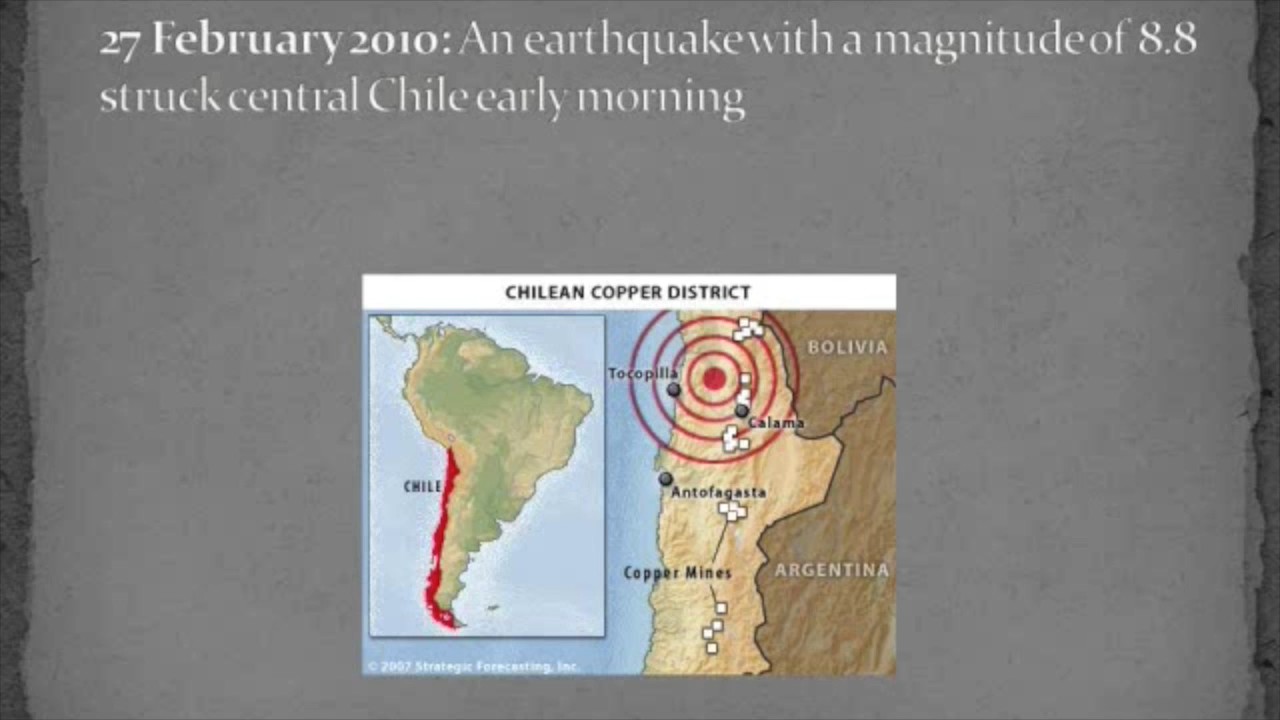 27 February 2010: An earthquake with a magnitude of 8.8
struck central Chile early morning
CHILEAN COPPER DISTRICT
BOLIVIA
Tocopilla
Calama
CHILE
Antofagasta
Copper Mines
ARGENTINA
© 2007 Strategic Forecasting, Inc.